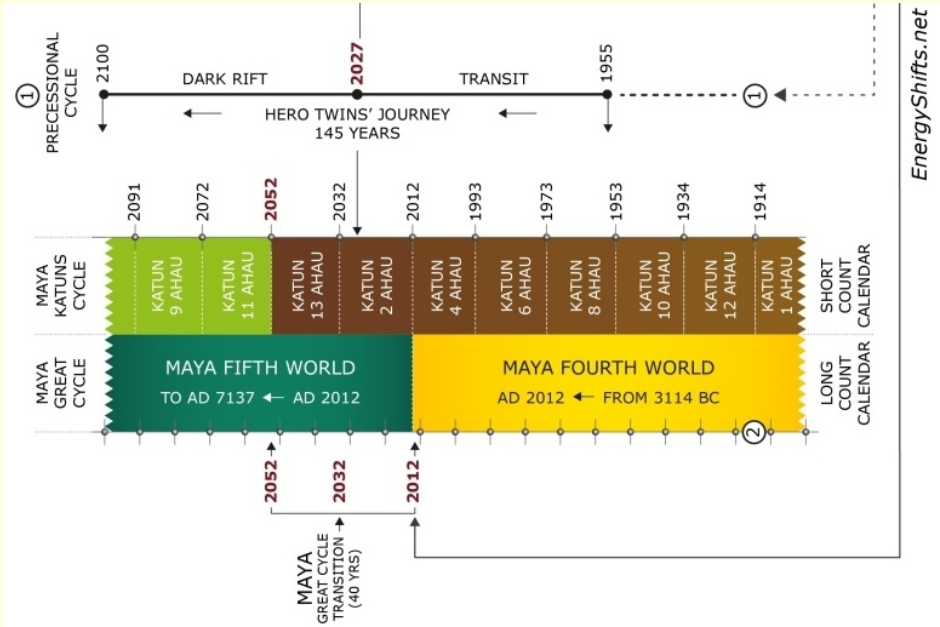 EnergyShifts.net
1
PRECESSIONAL
CYCLE
2100
DARK RIFT
2027
TRANSIT
1955
1
HERO TWINS’ JOURNEY
145 YEARS
2091
2072
2052
2032
2012
1993
1973
1953
1934
1914
MAYA
KATUNS
CYCLE
KATUN
9 AHAU
KATUN
11 AHAU
KATUN
13 AHAU
KATUN
2 AHAU
KATUN
4 AHAU
KATUN
6 AHAU
KATUN
8 AHAU
KATUN
10 AHAU
KATUN
12 AHAU
KATUN
1 AHAU
SHORT
COUNT
CALENDAR
MAYA
GREAT
CYCLE
MAYA FIFTH WORLD
TO AD 7137 ← AD 2012
MAYA FOURTH WORLD
AD 2012 ← FROM 3114 BC
LONG
COUNT
CALENDAR
2
2052
2032
2012
MAYA
GREAT CYCLE
TRANSITION
(40 YRS)